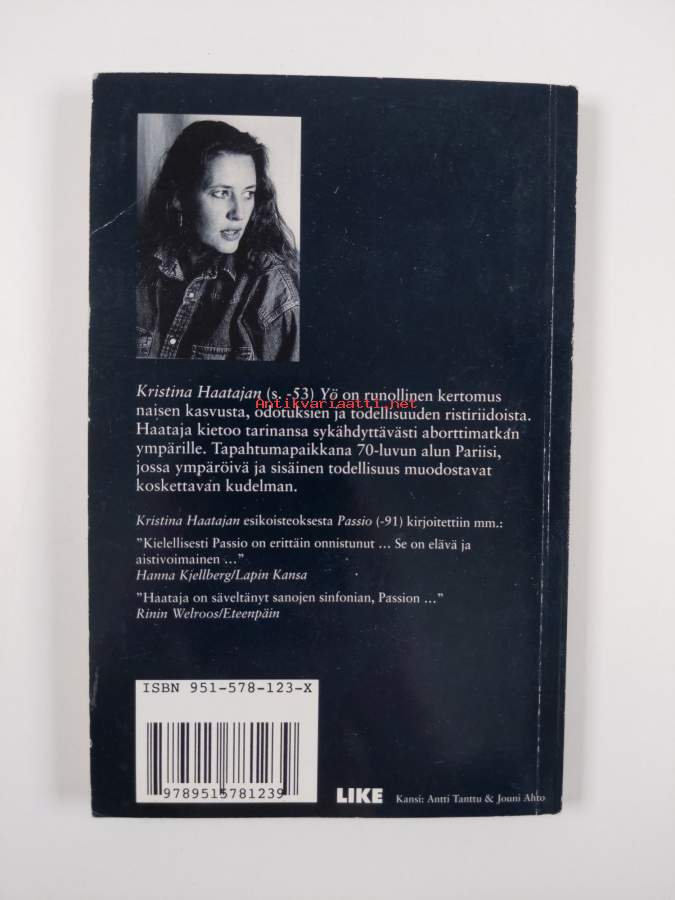 Kristina Haatajan (s. -53) Yö on runollinen kertomus
naisen kasvusta, odotuksien ja todellisuuden ristiriidoista.
Antikvariaatti.net
Haataja kietoo tarinansa sykähdyttävästi aborttimatkan
ympärille. Tapahtumapaikkana 70-luvun alun Pariisi,
jossa ympäröivä ja sisäinen todellisuus muodostavat
koskettavan kudelman.
Kristina Haatajan esikoisteoksesta Passio (-91) kirjoitettiin mm.:
”Kielellisesti Passio on erittäin onnistunut ... Se on elävä ja
aistivoimainen ...”
Hanna Kjellberg/Lapin Kansa
”Haataja on säveltänyt sanojen sinfonian, Passion ...”
Rinin Welroos/Eteenpäin
ISBN 951-578-123-X
9789515781239
LIKE
Kansi: Antti Tanttu & Jouni Ahto